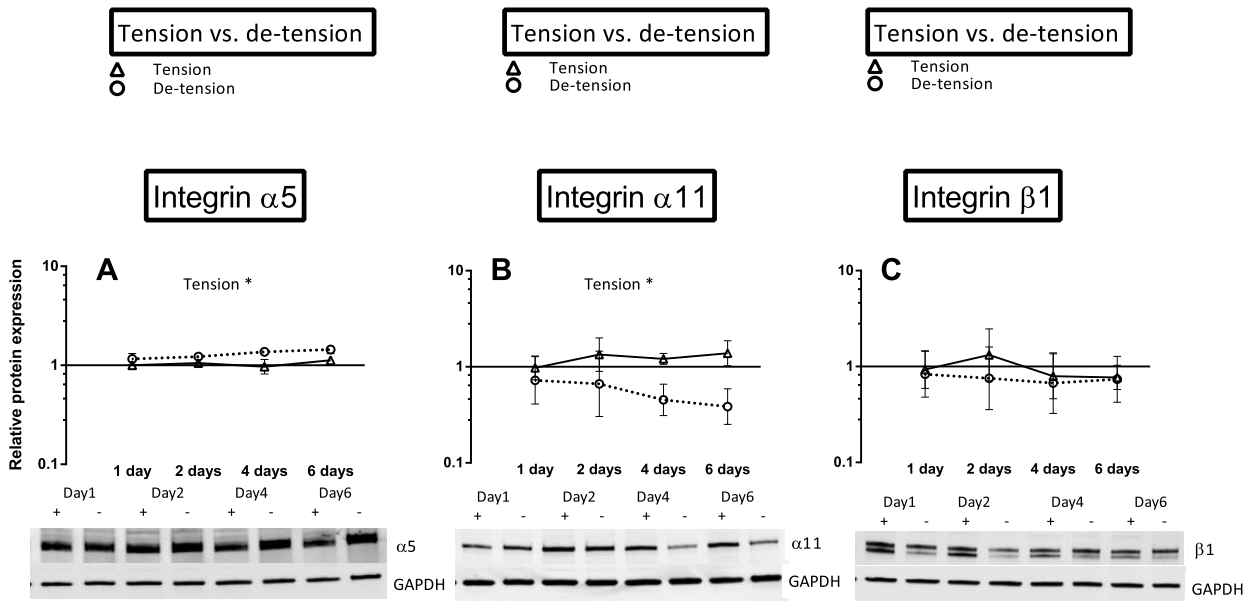 Tension vs. de-tension
Tension
De-tension
Tension vs. de-tension
Tension
De-tension
Tension vs. de-tension
Tension
De-tension
Integrin α5
Integrin α11
Integrin β1
Relative protein expression
A
Tension *
10
1
0.1
1 day 2 days 4 days 6 days
Day1 Day2 Day4 Day6
+ - + - + - + -
α5
GAPDH
B
Tension *
10
1
0.1
1 day 2 days 4 days 6 days
Day1 Day2 Day4 Day6
+ - + - + - + -
α11
GAPDH
C
10
1
0.1
1 day 2 days 4 days 6 days
Day1 Day2 Day4 Day6
+ - + - + - + -
β1
GAPDH